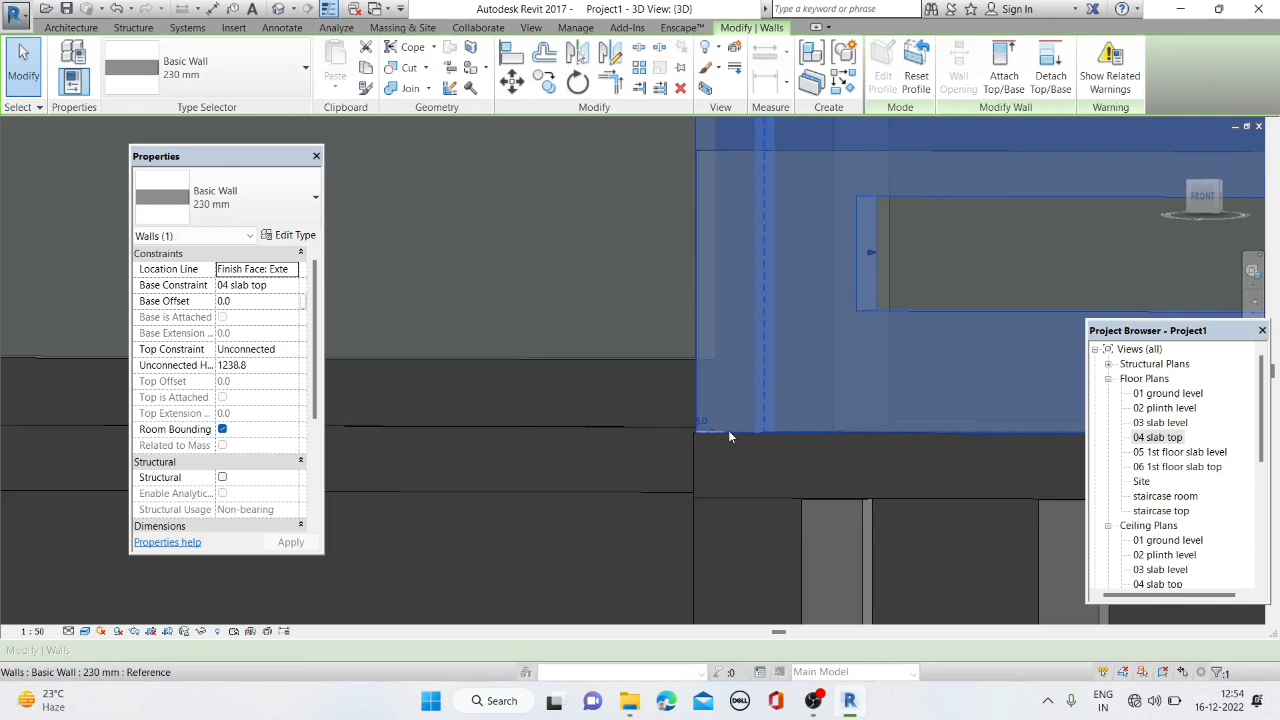 Autodesk Revit 2017 - Project1 - 3D View: {3D}
Type a keyword or phrase
Sign In
Architecture Structure Systems Insert Annotate Analyze Massing & Site Collaborate View Manage Add-Ins Escape™ Modify | Walls
Modify
Basic Wall
230 mm
Paste
Cope
Cut
Join
Edit Profile
Reset Profile
Wall Opening
Attach Top/Base
Detach Top/Base
Show Related Warnings
Select Properties Type Selector Clipboard Geometry Modify View Measure Create Mode Modify Wall Warning
Properties
Basic Wall
230 mm
Walls (1) Edit Type
Constraints
Location Line Finish Face: Exte
Base Constraint 04 slab top
Base Offset 0.0
Base is Attached
Base Extension ... 0.0
Top Constraint Unconnected
Unconnected H... 1238.8
Top Offset 0.0
Top is Attached
Top Extension ... 0.0
Room Bounding
Related to Mass
Structural
Structural
Enable Analytic...
Structural Usage Non-bearing
Dimensions
Properties help Apply
FRONT
Project Browser - Project1
Views (all)
Structural Plans
Floor Plans
01 ground level
02 plinth level
03 slab level
04 slab top
05 1st floor slab level
06 1st floor slab top
Site
staircase room
staircase top
Ceiling Plans
01 ground level
02 plinth level
03 slab level
04 slab top
1 : 50
Modify | Walls
Walls : Basic Wall : 230 mm : Reference
:0
Main Model
:1
23°C
Haze
Search
DELL
ENG
IN
12:54
16-12-2022